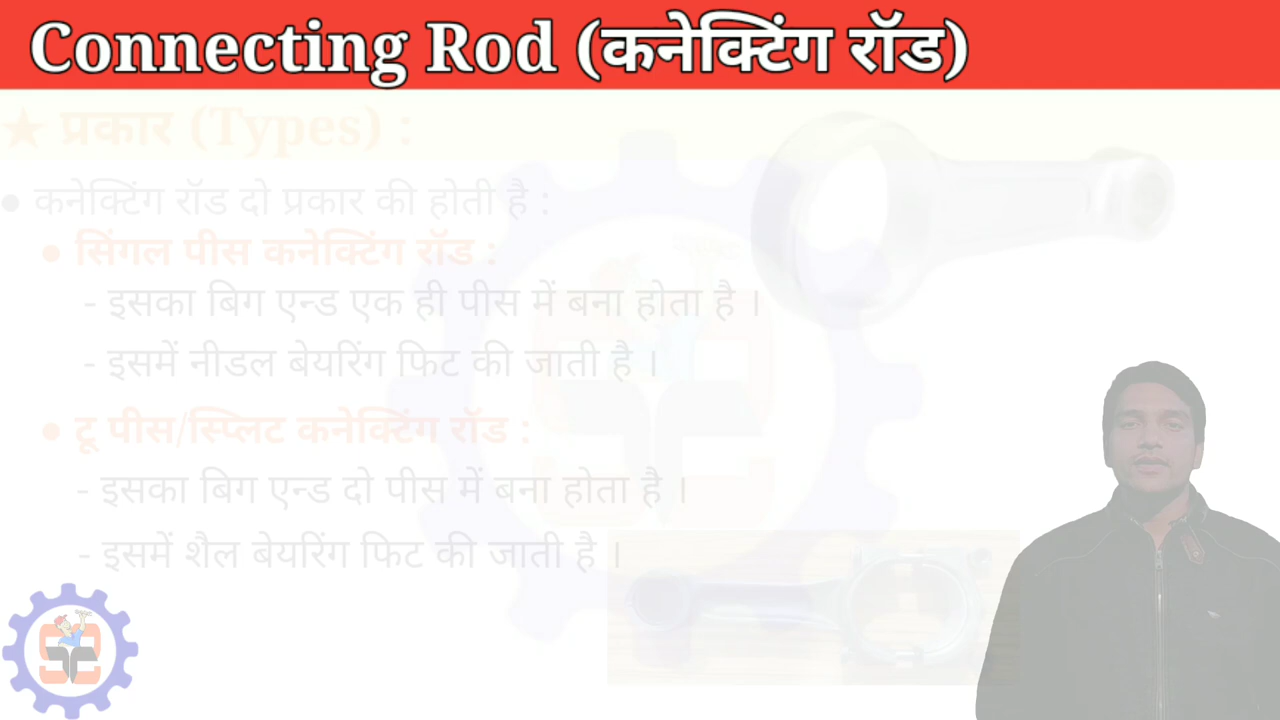 Connecting Rod (कनेक्टिंग रॉड)
★ प्रकार (Types) :
● कनेक्टिंग रॉड दो प्रकार की होती है :
● सिंगल पीस कनेक्टिंग रॉड :
- इसका बिग एन्ड एक ही पीस में बना होता है ।
- इसमें नीडल बेयरिंग फिट की जाती है ।
● टू पीस/स्प्लिट कनेक्टिंग रॉड :
- इसका बिग एन्ड दो पीस में बना होता है ।
- इसमें शैल बेयरिंग फिट की जाती है ।